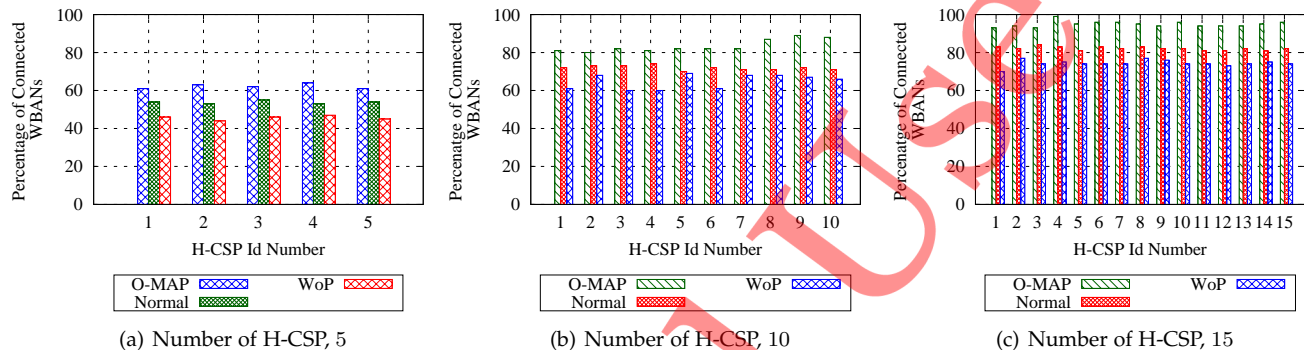 100
80
60
40
20
0
Percentage of Connected
WBANs
1 2 3 4 5
H-CSP Id Number
O-MAP
Normal
WoP
(a) Number of H-CSP, 5
100
80
60
40
20
0
Percenatge of Connected
WBANs
1 2 3 4 5 6 7 8 9 10
H-CSP Id Number
O-MAP
Normal
WoP
(b) Number of H-CSP, 10
100
80
60
40
20
0
Percenatge of Connected
WBANs
1 2 3 4 5 6 7 8 9 10 11 12 13 14 15
H-CSP Id Number
O-MAP
Normal
WoP
(c) Number of H-CSP, 15
Use